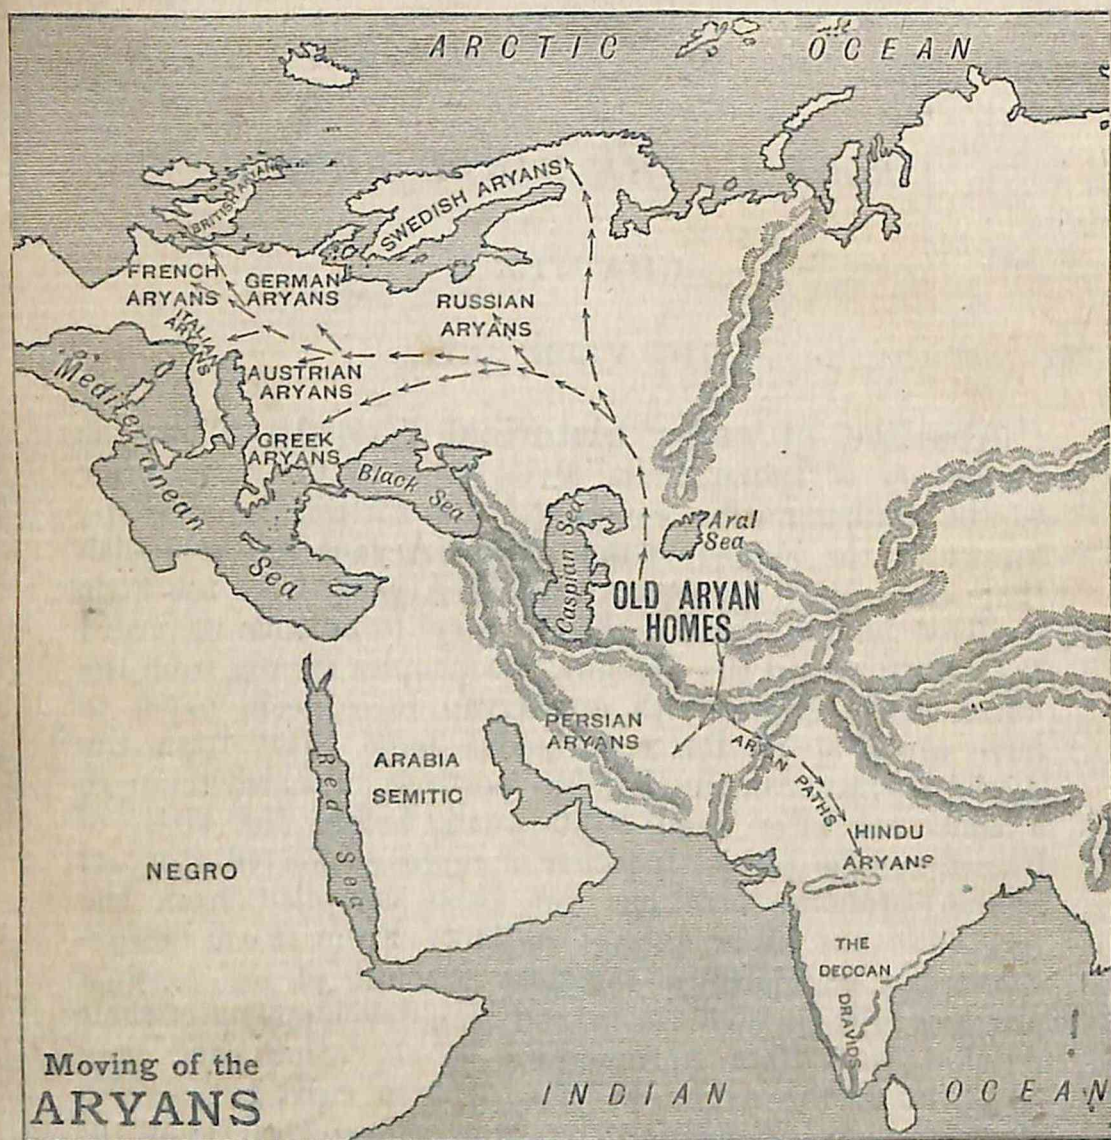 ARCTIC OCEAN
BRITISH ARYANS
SWEDISH ARYANS
FRENCH
ARYANS
GERMAN
ARYANS
RUSSIAN
ARYANS
ITALIAN
ARYANS
AUSTRIAN
ARYANS
Mediterranean Sea
GREEK
ARYANS
Black Sea
Caspian Sea
Aral
Sea
OLD ARYAN
HOMES
PERSIAN
ARYANS
ARYAN PATHS
ARABIA
SEMITIC
Red Sea
HINDU
ARYANS
NEGRO
THE
DECCAN
DRAVIDS
Moving of the
ARYANS
INDIAN OCEAN